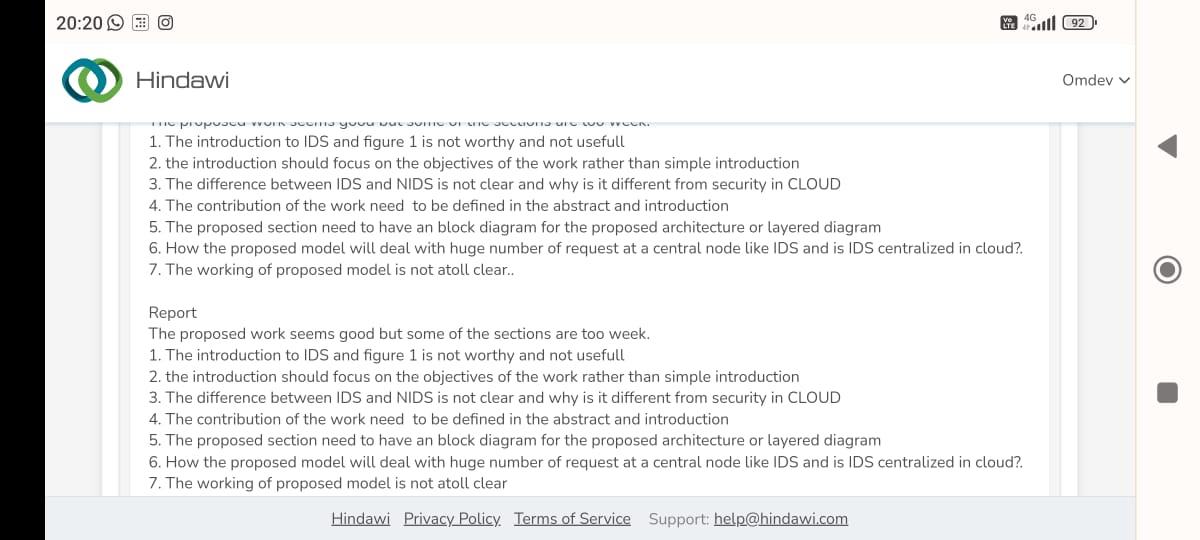 20:20
Vo LTE 4G 92
Hindawi
Omdev
The proposed work seems good but some of the sections are too week.
1. The introduction to IDS and figure 1 is not worthy and not usefull
2. the introduction should focus on the objectives of the work rather than simple introduction
3. The difference between IDS and NIDS is not clear and why is it different from security in CLOUD
4. The contribution of the work need  to be defined in the abstract and introduction
5. The proposed section need to have an block diagram for the proposed architecture or layered diagram
6. How the proposed model will deal with huge number of request at a central node like IDS and is IDS centralized in cloud?.
7. The working of proposed model is not atoll clear..
Report
The proposed work seems good but some of the sections are too week.
1. The introduction to IDS and figure 1 is not worthy and not usefull
2. the introduction should focus on the objectives of the work rather than simple introduction
3. The difference between IDS and NIDS is not clear and why is it different from security in CLOUD
4. The contribution of the work need  to be defined in the abstract and introduction
5. The proposed section need to have an block diagram for the proposed architecture or layered diagram
6. How the proposed model will deal with huge number of request at a central node like IDS and is IDS centralized in cloud?.
7. The working of proposed model is not atoll clear
Hindawi Privacy Policy Terms of Service Support: help@hindawi.com